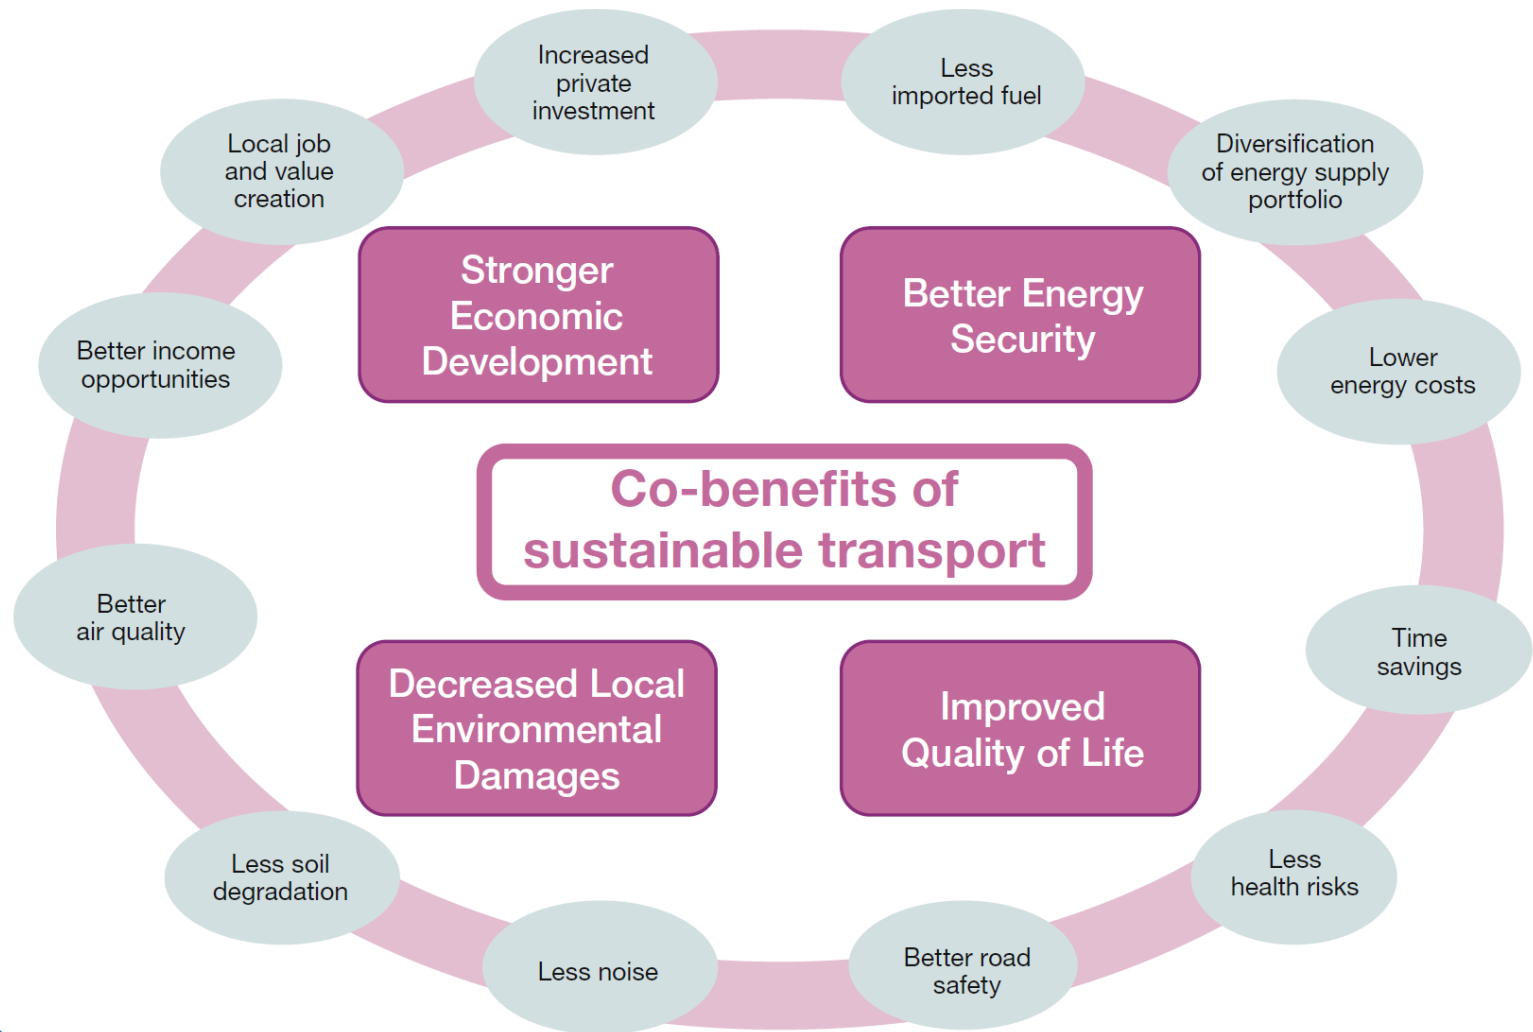 Increased
private
investment
Less
imported fuel
Local job
and value
creation
Diversification
of energy supply
portfolio
Stronger
Economic
Development
Better Energy
Security
Better income
opportunities
Lower
energy costs
Co-benefits of
sustainable transport
Better
air quality
Time
savings
Decreased Local
Environmental
Damages
Improved
Quality of Life
Less soil
degradation
Less
health risks
Less noise
Better road
safety